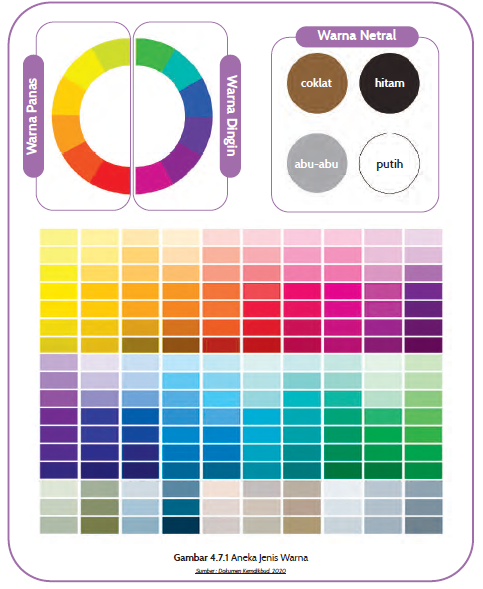 Warna Netral
Warna Panas
Warna Dingin
coklat
hitam
abu-abu
putih
Gambar 4.7.1 Aneka Jenis Warna
Sumber : Dokumen Kemdikbud, 2020